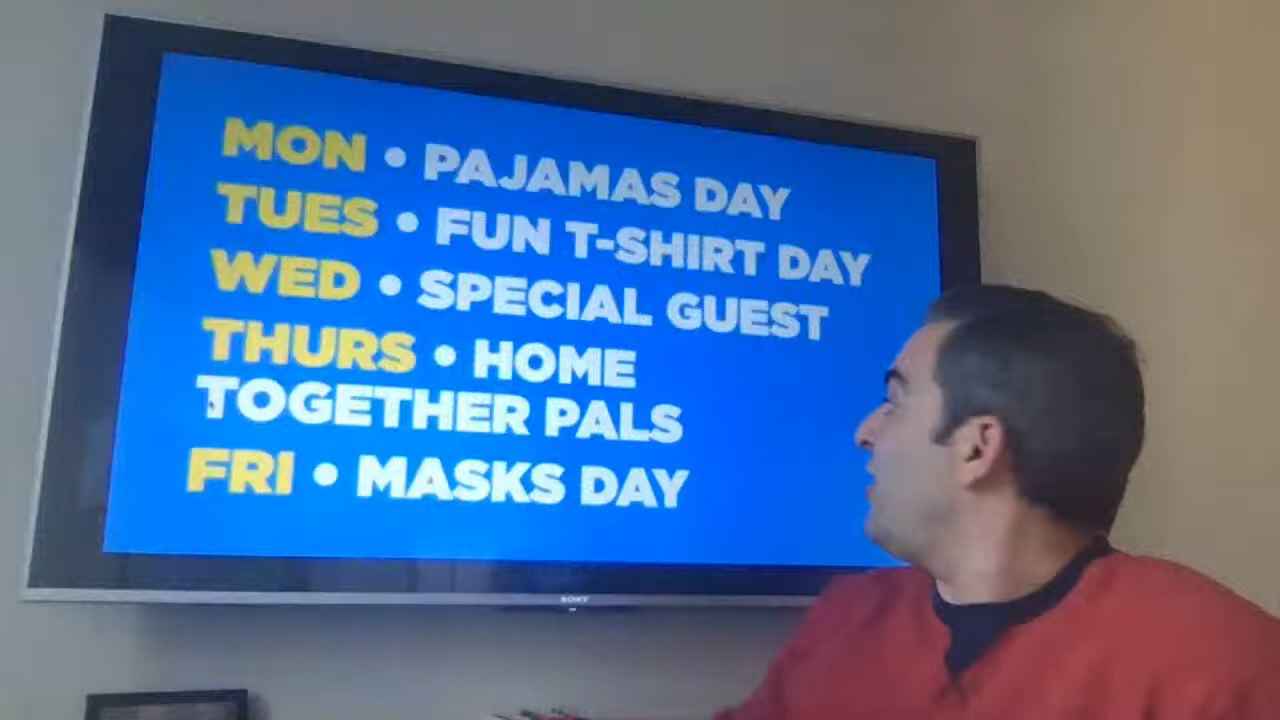 MON • PAJAMAS DAY
TUES • FUN T-SHIRT DAY
WED • SPECIAL GUEST
THURS • HOME
TOGETHER PALS
FRI • MASKS DAY
SONY